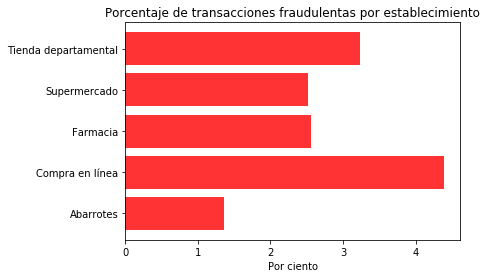 Porcentaje de transacciones fraudulentas por establecimiento
Tienda departamental
Supermercado
Farmacia
Compra en línea
Abarrotes
0 1 2 3 4
Por ciento